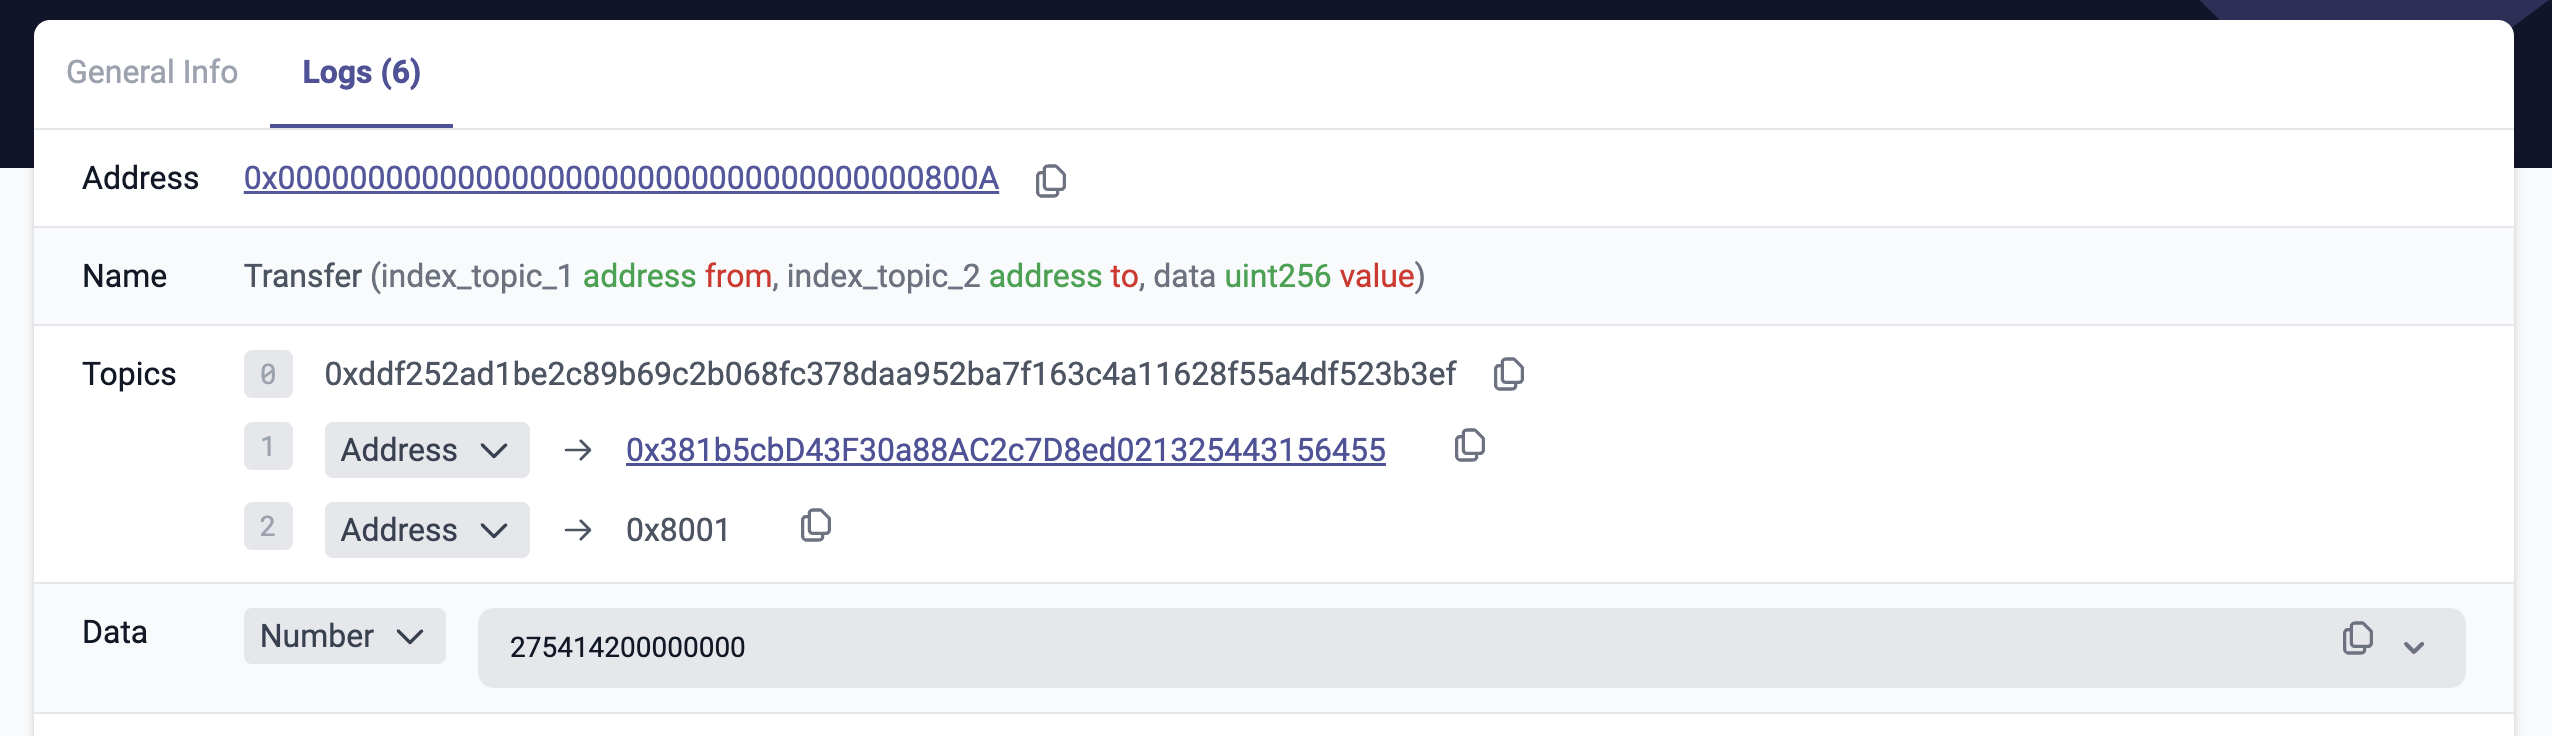 General Info Logs (6)
Address 0x000000000000000000000000000000000000800A
Name Transfer (index_topic_1 address from, index_topic_2 address to, data uint256 value)
Topics 0 0xddf252ad1be2c89b69c2b068fc378daa952ba7f163c4a11628f55a4df523b3ef
1 Address → 0x381b5cbD43F30a88AC2c7D8ed021325443156455
2 Address → 0x8001
Data Number 275414200000000